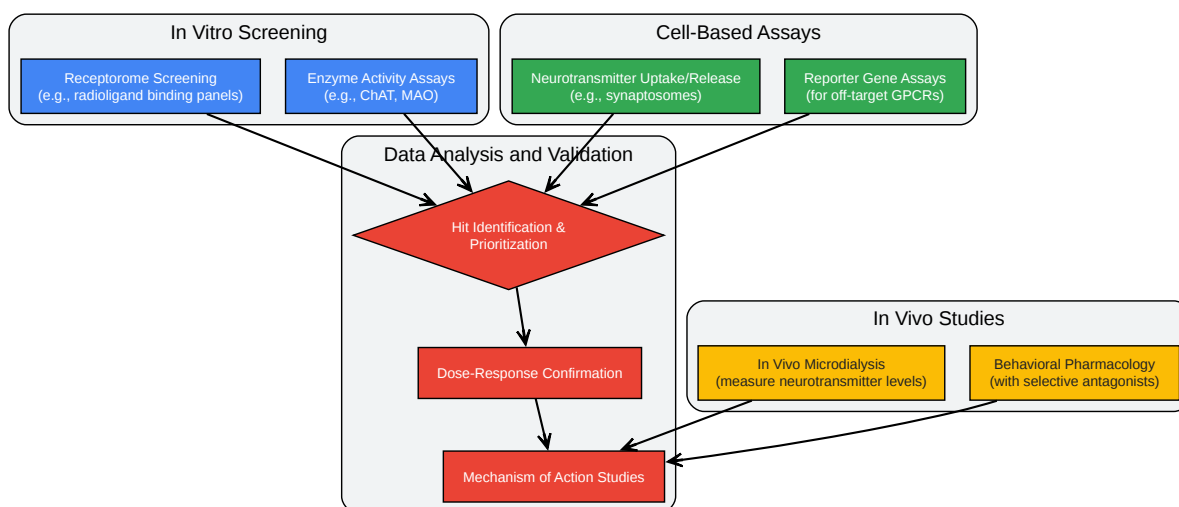 In Vitro Screening
Receptorome Screening
(e.g., radioligand binding panels)
Enzyme Activity Assays
(e.g., ChAT, MAO)
Cell-Based Assays
Neurotransmitter Uptake/Release
(e.g., synaptosomes)
Reporter Gene Assays
(for off-target GPCRs)
Data Analysis and Validation
Hit Identification &
Prioritization
Dose-Response Confirmation
Mechanism of Action Studies
In Vivo Studies
In Vivo Microdialysis
(measure neurotransmitter levels)
Behavioral Pharmacology
(with selective antagonists)